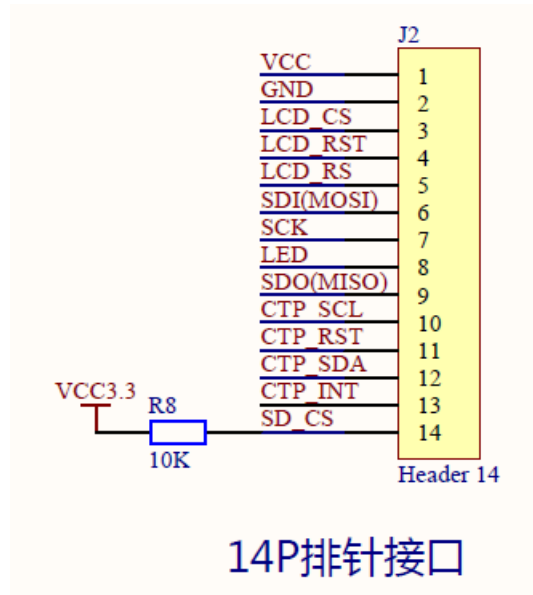 J2
VCC 1
GND 2
LCD_CS 3
LCD_RST 4
LCD_RS 5
SDI(MOSI) 6
SCK 7
LED 8
SDO(MISO) 9
CTP_SCL 10
CTP_RST 11
CTP_SDA 12
CTP_INT 13
VCC3.3
R8
SD_CS 14
10K
Header 14
14P排针接口